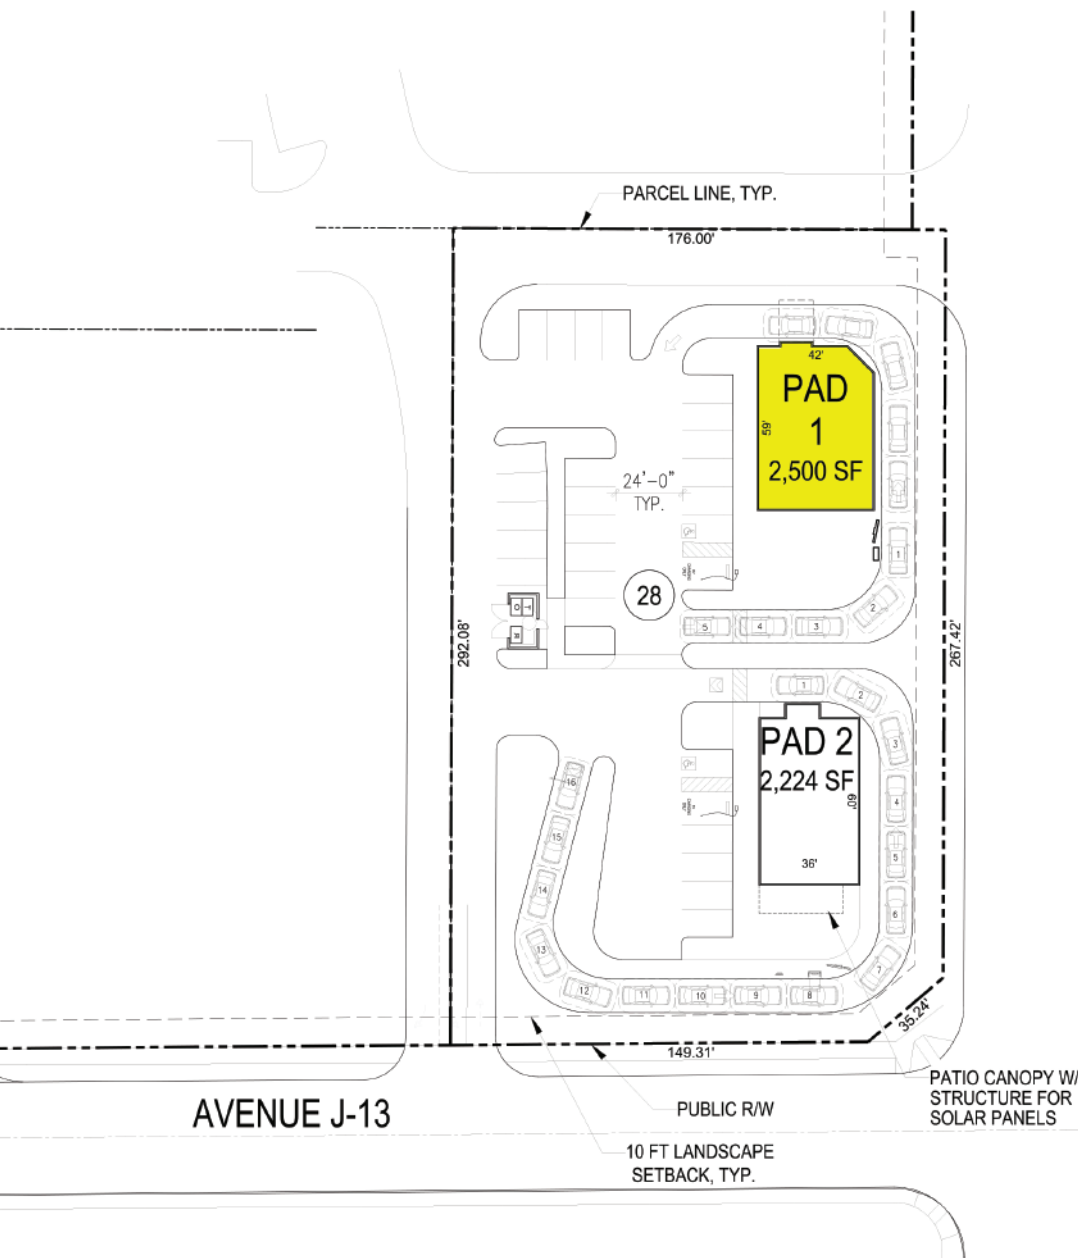 PARCEL LINE, TYP.
176.00'
42'
PAD
1
59'
2,500 SF
24'-0"
TYP.
1
2
28
5
4
3
T
O
R
292.08'
267.42'
1
2
3
PAD 2
2,224 SF
60'
4
16
15
5
36'
14
6
13
7
12
11
10
9
8
35.24'
149.31'
PATIO CANOPY W/
STRUCTURE FOR
SOLAR PANELS
AVENUE J-13
PUBLIC R/W
10 FT LANDSCAPE
SETBACK, TYP.